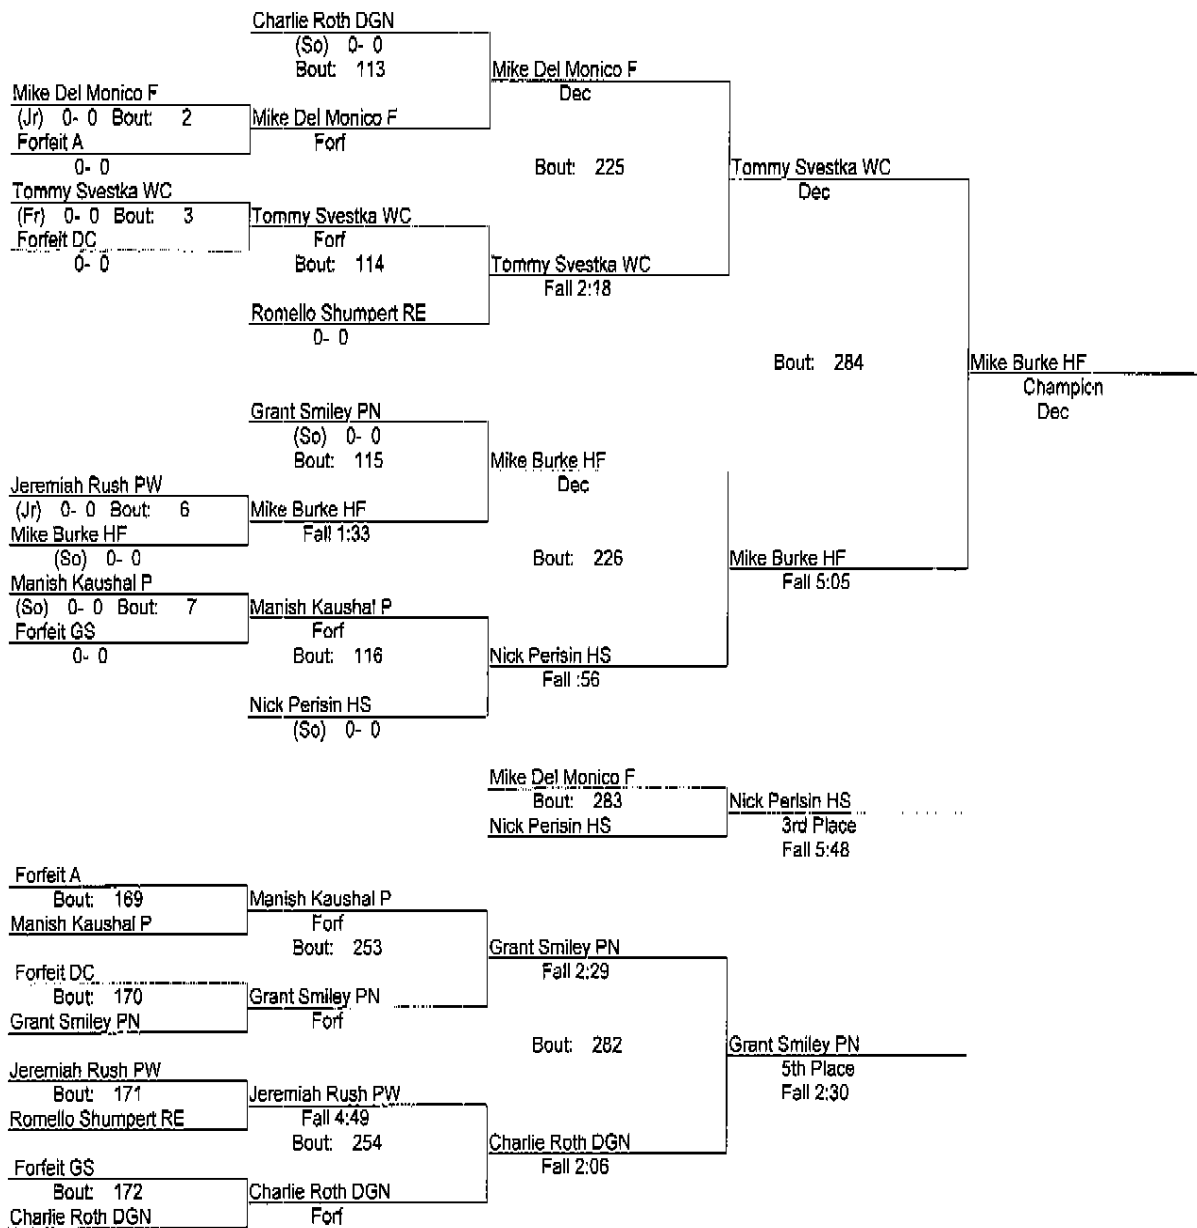 Charlie Roth DGN
(So) 0- 0
Bout: 113
Mike Del Monico F
Dec
Mike Del Monico F
(Jr) 0- 0 Bout: 2
Forfeit A
0- 0
Mike Del Monico F
Forf
Bout: 225
Tommy Svestka WC
Dec
Tommy Svestka WC
(Fr) 0- 0 Bout: 3
Forfeit DC
0- 0
Tommy Svestka WC
Forf
Bout: 114
Tommy Svestka WC
Fall 2:18
Romello Shumpert RE
0- 0
Bout: 284
Mike Burke HF
Champion
Dec
Grant Smiley PN
(So) 0- 0
Bout: 115
Mike Burke HF
Dec
Jeremiah Rush PW
(Jr) 0- 0 Bout: 6
Mike Burke HF
(So) 0- 0
Mike Burke HF
Fall 1:33
Bout: 226
Mike Burke HF
Fall 5:05
Manish Kaushal P
(So) 0- 0 Bout: 7
Forfeit GS
0- 0
Manish Kaushal P
Forf
Bout: 116
Nick Perisin HS
Fall :56
Nick Perisin HS
(So) 0- 0
Mike Del Monico F
Bout: 283
Nick Perisin HS
Nick Perisin HS
3rd Place
Fall 5:48
Forfeit A
Bout: 169
Manish Kaushal P
Manish Kaushal P
Forf
Bout: 253
Grant Smiley PN
Fall 2:29
Forfeit DC
Bout: 170
Grant Smiley PN
Grant Smiley PN
Forf
Bout: 282
Grant Smiley PN
5th Place
Fall 2:30
Jeremiah Rush PW
Bout: 171
Romello Shumpert RE
Jeremiah Rush PW
Fall 4:49
Bout: 254
Charlie Roth DGN
Fall 2:06
Forfeit GS
Bout: 172
Charlie Roth DGN
Charlie Roth DGN
Forf